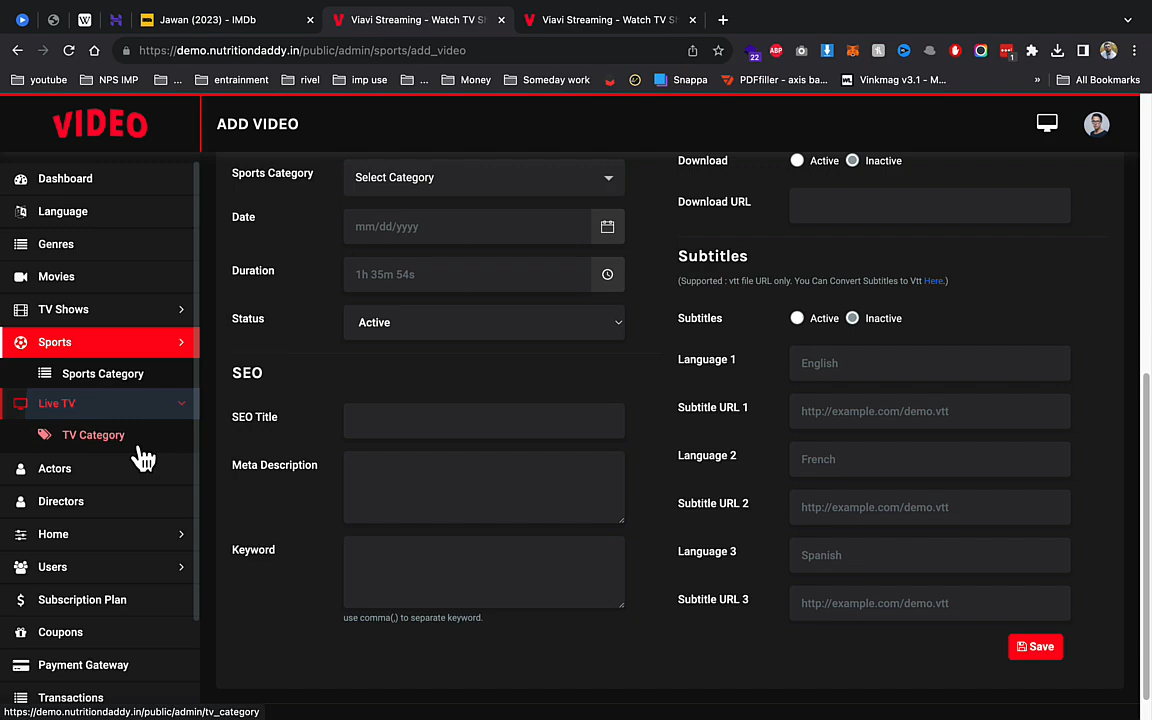 Jawan (2023) - IMDb
Viavi Streaming - Watch TV Sh
Viavi Streaming - Watch TV Sh
https://demo.nutritiondaddy.in/public/admin/sports/add_video
22
ABP
1
youtube
NPS IMP
...
entrainment
rivel
imp use
...
Money
Someday work
Snappa
PDFfiller - axis ba...
Vinkmag v3.1 - M...
»
All Bookmarks
VIDEO
ADD VIDEO
Dashboard
Language
Genres
Movies
TV Shows
Sports
Sports Category
Live TV
TV Category
Actors
Directors
Home
Users
Subscription Plan
Coupons
Payment Gateway
Transactions
Sports Category
Select Category
Date
mm/dd/yyyy
Duration
1h 35m 54s
Status
Active
SEO
SEO Title
Meta Description
Keyword
use comma(,) to separate keyword.
Download
Active
Inactive
Download URL
Subtitles
(Supported : vtt file URL only. You Can Convert Subtitles to Vtt Here.)
Subtitles
Active
Inactive
Language 1
English
Subtitle URL 1
http://example.com/demo.vtt
Language 2
French
Subtitle URL 2
http://example.com/demo.vtt
Language 3
Spanish
Subtitle URL 3
http://example.com/demo.vtt
Save
https://demo.nutritiondaddy.in/public/admin/tv_category